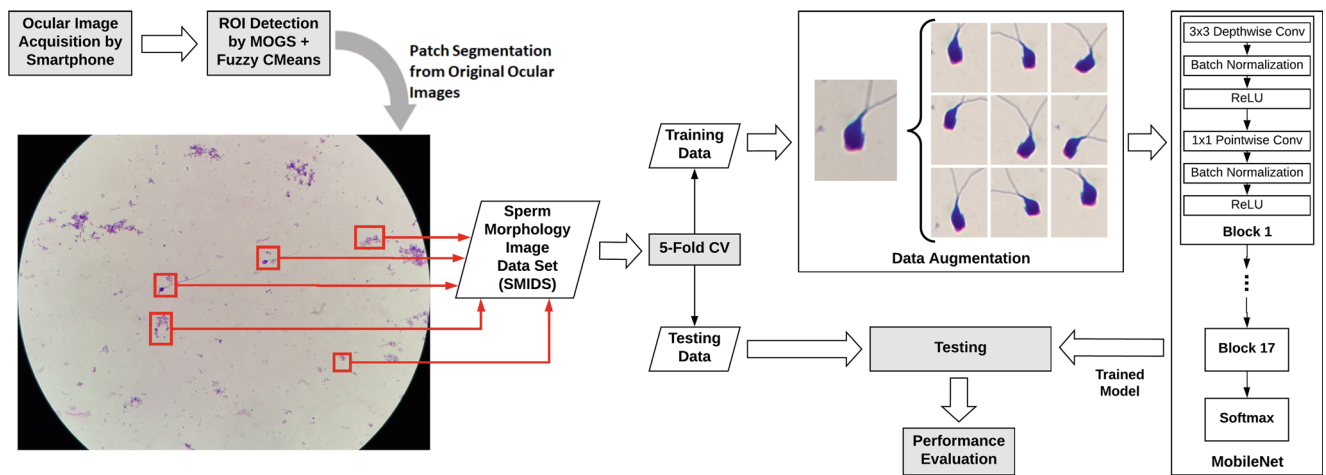 Ocular Image
Acquisition by
Smartphone
ROI Detection
by MOGS +
Fuzzy CMeans
Patch Segmentation
from Original Ocular
Images
Sperm
Morphology
Image
Data Set
(SMIDS)
5-Fold CV
Training
Data
Testing
Data
Data Augmentation
3x3 Depthwise Conv
Batch Normalization
ReLU
1x1 Pointwise Conv
Batch Normalization
ReLU
Block 1
Block 17
Softmax
MobileNet
Trained
Model
Testing
Performance
Evaluation